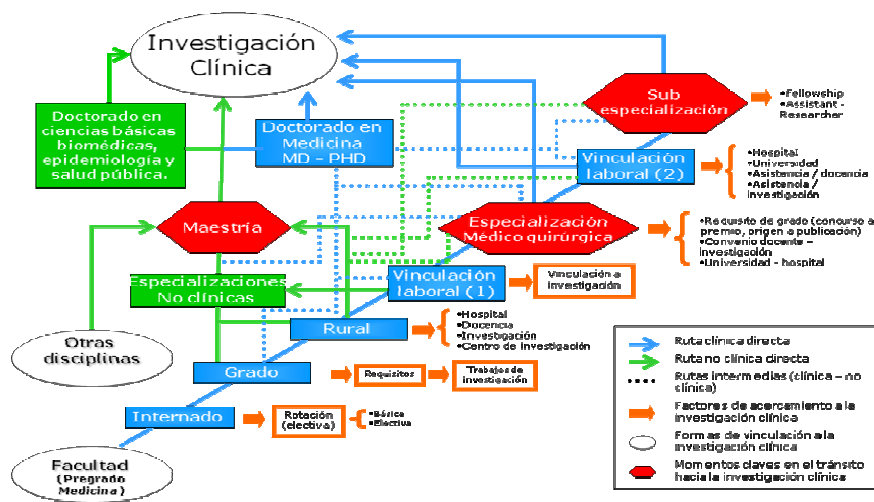 Investigación
Clínica
Sub
especialización
•Fellowship
•Assistant -
Researcher
Doctorado en
ciencias básicas
biomédicas,
epidemiología y
salud pública.
Doctorado en
Medicina
MD - PHD
Vinculación
laboral (2)
•Hospital
•Universidad
•Asistencia / docencia
•Asistencia /
investigación
Maestría
Especialización
Médico quirúrgica
•Requisito de grado (concurso a
premio, origen a publicación)
•Convenio docente –
investigación
•Universidad - hospital
Especializaciones
No clínicas
Vinculación
laboral (1)
Vinculación a
investigación
Otras
disciplinas
Rural
•Hospital
•Docencia
•Investigación
•Centro de investigación
Grado
Requisitos
Trabajos de
investigación
Internado
Rotación
(electiva)
•Básica
•Electiva
Facultad
(Pregrado
Medicina)
Ruta clínica directa
Ruta no clínica directa
Rutas intermedias (clínica – no
clínica)
Factores de acercamiento a la
investigación clínica
Formas de vinculación a la
investigación clínica
Momentos claves en el tránsito
hacia la investigación clínica